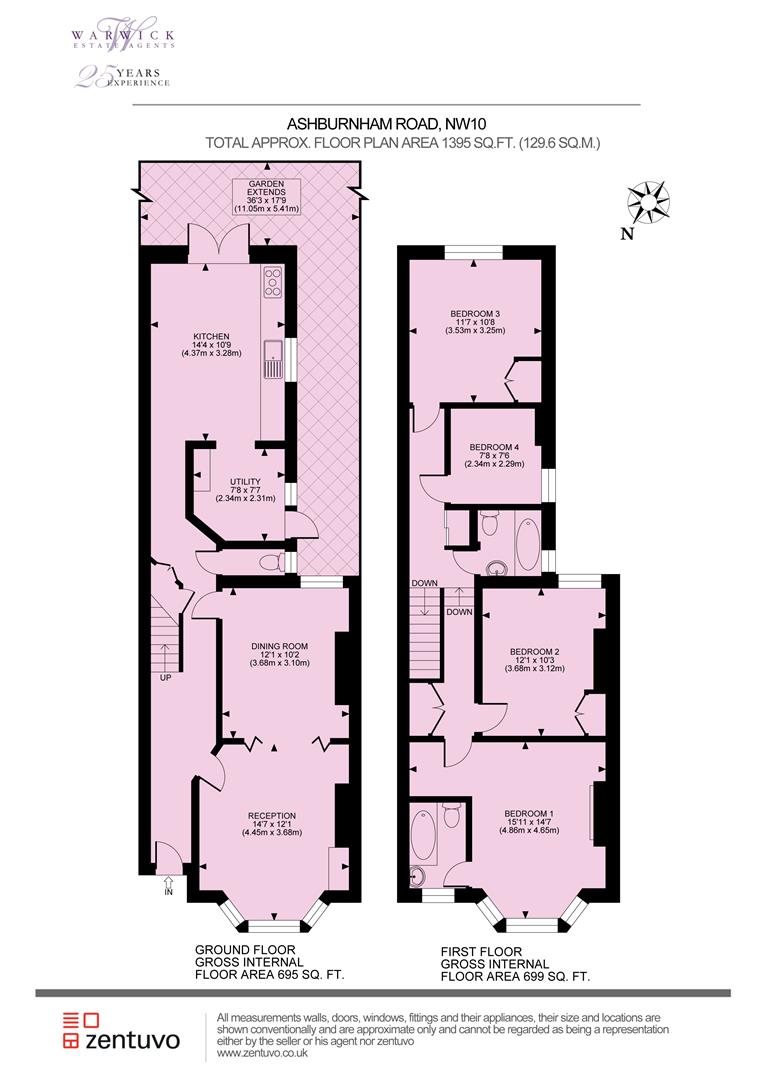 WARWICK
ESTATE AGENTS
25 YEARS
EXPERIENCE
ASHBURNHAM ROAD, NW10
TOTAL APPROX. FLOOR PLAN AREA 1395 SQ.FT. (129.6 SQ.M.)
GARDEN
EXTENDS
36'3 x 17'9
(11.05m x 5.41m)
N
KITCHEN
14'4 x 10'9
(4.37m x 3.28m)
UTILITY
7'8 x 7'7
(2.34m x 2.31m)
DINING ROOM
12'1 x 10'2
(3.68m x 3.10m)
UP
RECEPTION
14'7 x 12'1
(4.45m x 3.68m)
IN
GROUND FLOOR
GROSS INTERNAL
FLOOR AREA 695 SQ. FT.
BEDROOM 3
11'7 x 10'8
(3.53m x 3.25m)
BEDROOM 4
7'8 x 7'6
(2.34m x 2.29m)
DOWN
DOWN
BEDROOM 2
12'1 x 10'3
(3.68m x 3.12m)
BEDROOM 1
15'11 x 14'7
(4.86m x 4.65m)
FIRST FLOOR
GROSS INTERNAL
FLOOR AREA 699 SQ. FT.
zentuvo
All measurements walls, doors, windows, fittings and their appliances, their size and locations are
shown conventionally and are approximate only and cannot be regarded as being a representation
either by the seller or his agent nor zentuvo
www.zentuvo.co.uk